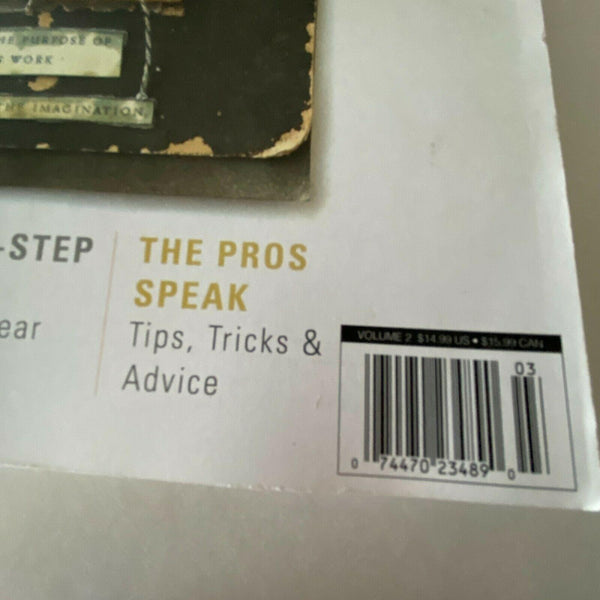 HE PURPOSE OF
WORK
THE IMAGINATION.
-STEP
ear
THE PROS
SPEAK
Tips, Tricks &
Advice
VOLUME 2 $14.99 US • $15.99 CAN
03
0 74470 23489 0